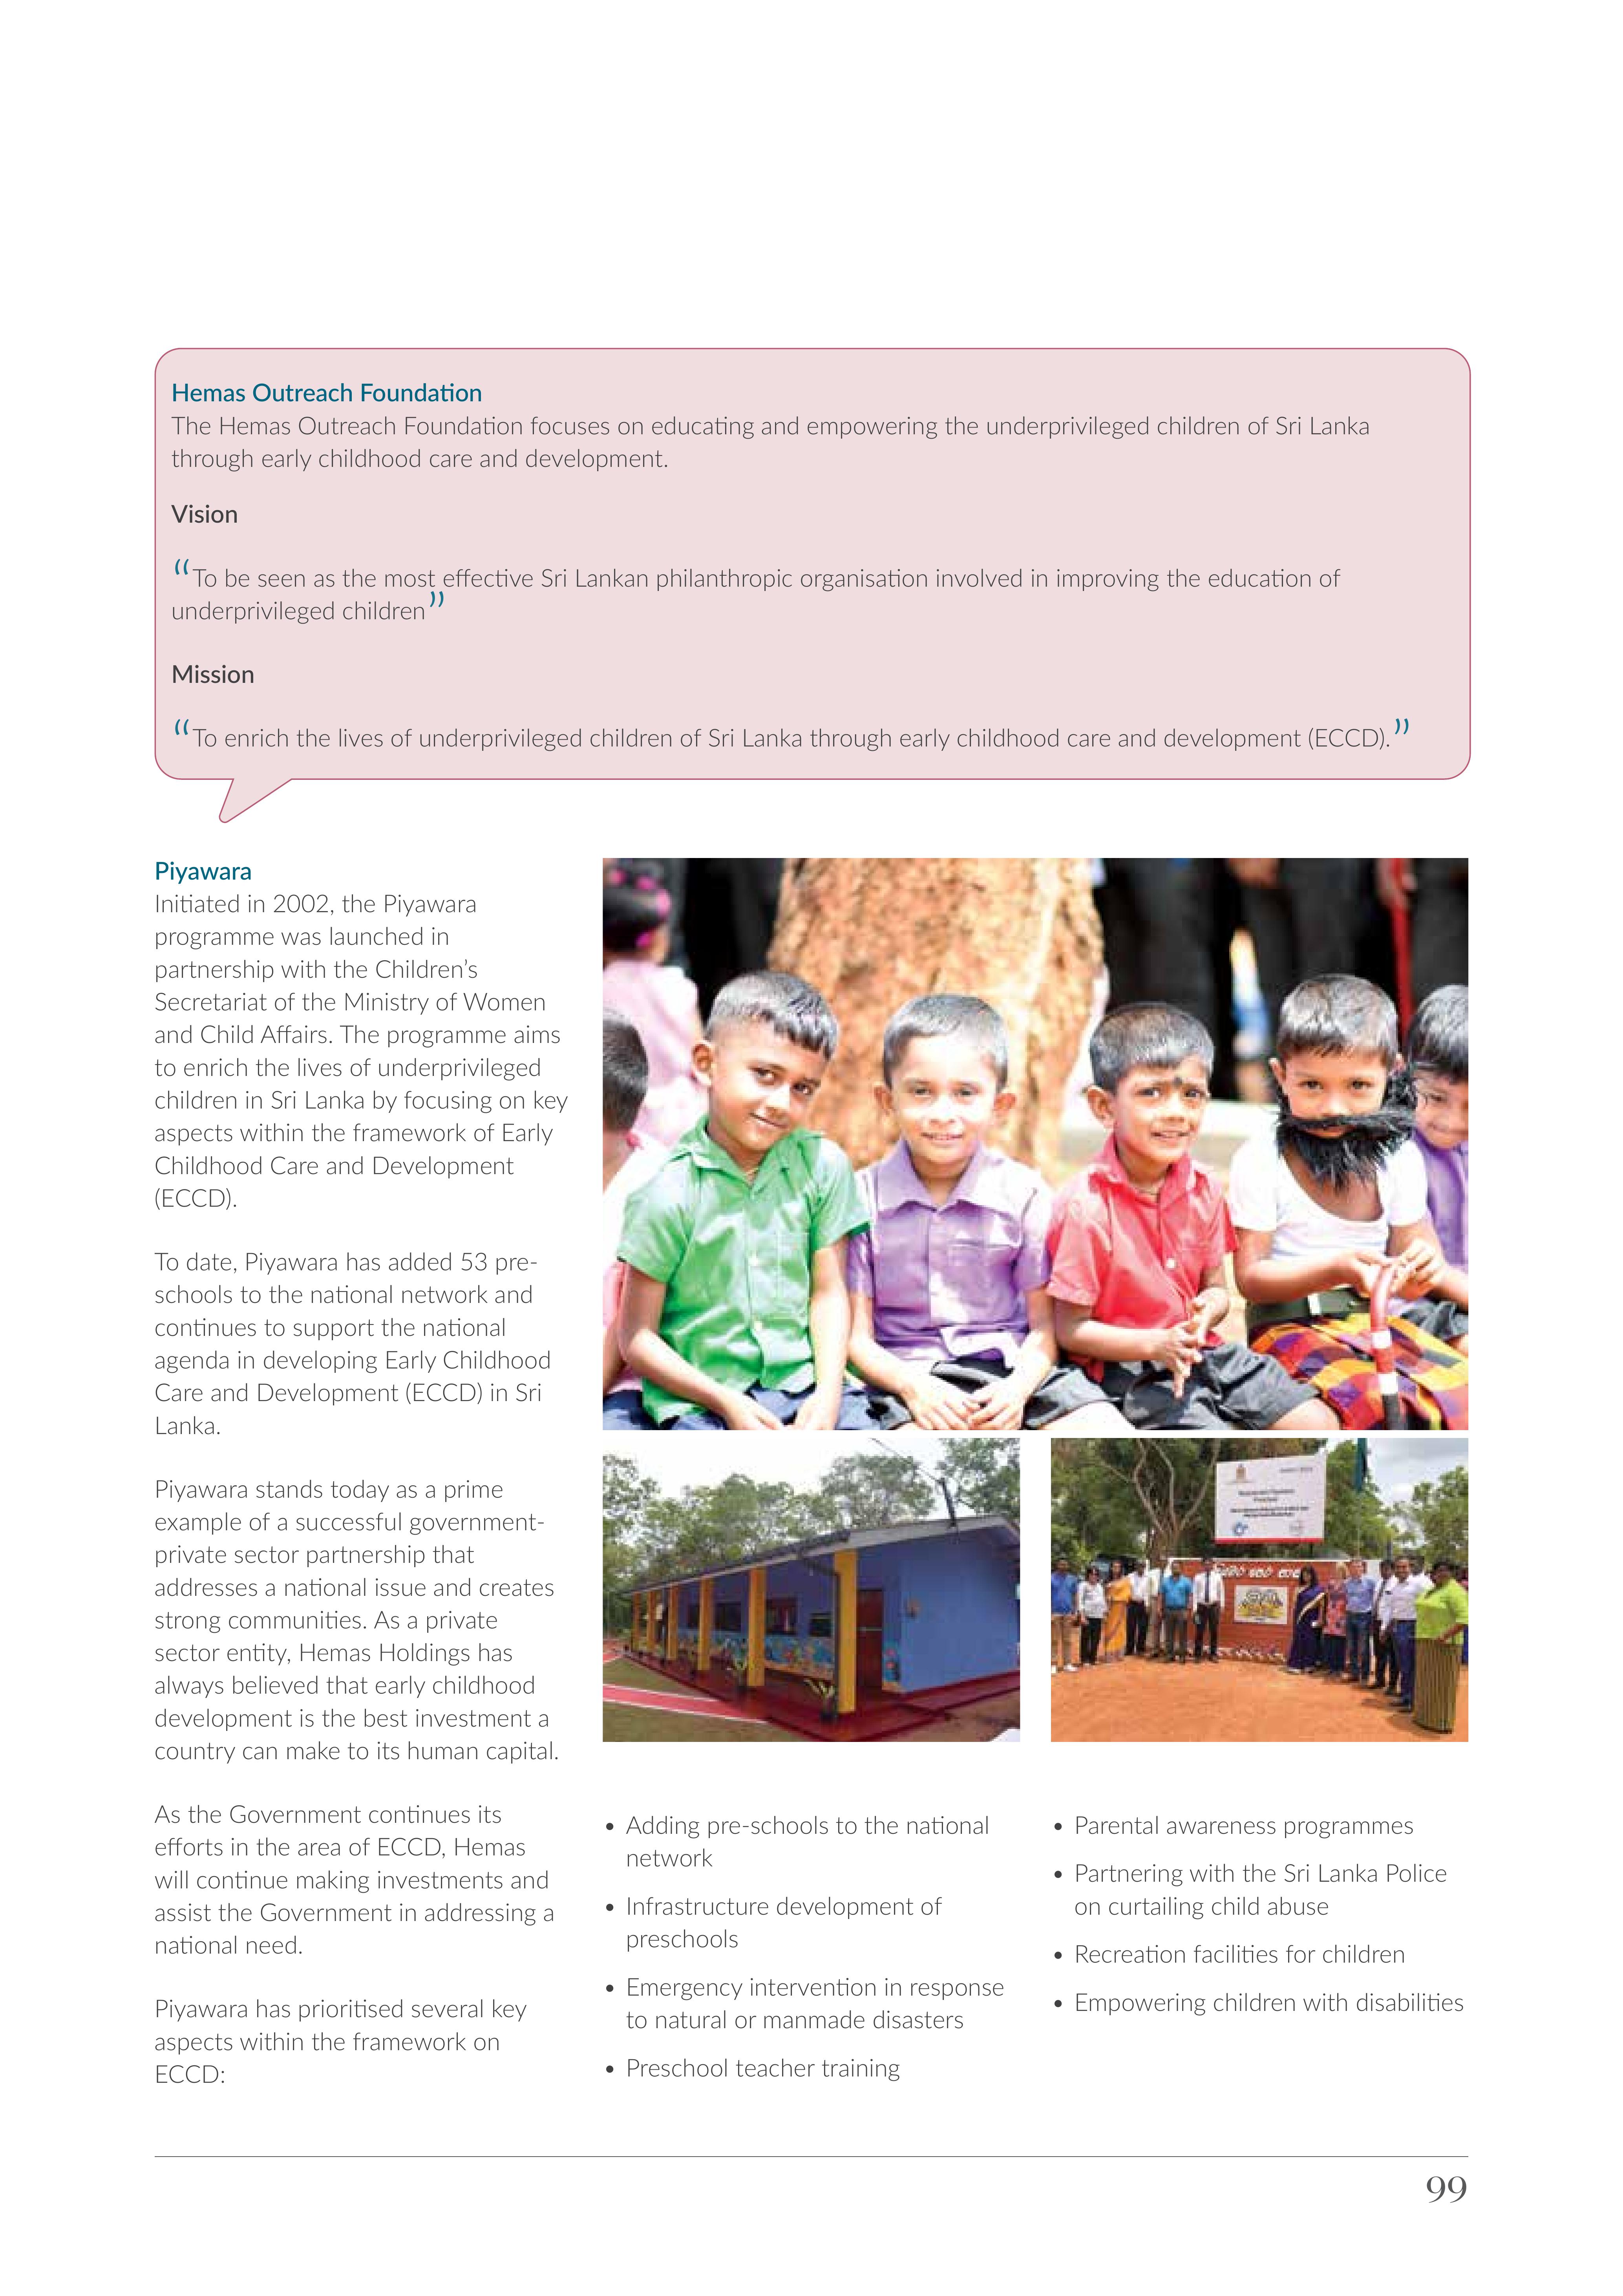 Hemas Outreach Foundation
The Hemas Outreach Foundation focuses on educating and empowering the underprivileged children of Sri Lanka
through early childhood care and development.
Vision
“To be seen as the most effective Sri Lankan philanthropic organisation involved in improving the education of
underprivileged children”
Mission
“To enrich the lives of underprivileged children of Sri Lanka through early childhood care and development (ECCD).”
Piyawara
Initiated in 2002, the Piyawara
programme was launched in
partnership with the Children’s
Secretariat of the Ministry of Women
and Child Affairs. The programme aims
to enrich the lives of underprivileged
children in Sri Lanka by focusing on key
aspects within the framework of Early
Childhood Care and Development
(ECCD).
To date, Piyawara has added 53 pre-
schools to the national network and
continues to support the national
agenda in developing Early Childhood
Care and Development (ECCD) in Sri
Lanka.
Piyawara stands today as a prime
example of a successful government-
private sector partnership that
addresses a national issue and creates
strong communities. As a private
sector entity, Hemas Holdings has
always believed that early childhood
development is the best investment a
country can make to its human capital.
As the Government continues its
efforts in the area of ECCD, Hemas
will continue making investments and
assist the Government in addressing a
national need.
Piyawara has prioritised several key
aspects within the framework on
ECCD:
• Adding pre-schools to the national
network
• Infrastructure development of
preschools
• Emergency intervention in response
to natural or manmade disasters
• Preschool teacher training
• Parental awareness programmes
• Partnering with the Sri Lanka Police
on curtailing child abuse
• Recreation facilities for children
• Empowering children with disabilities
99